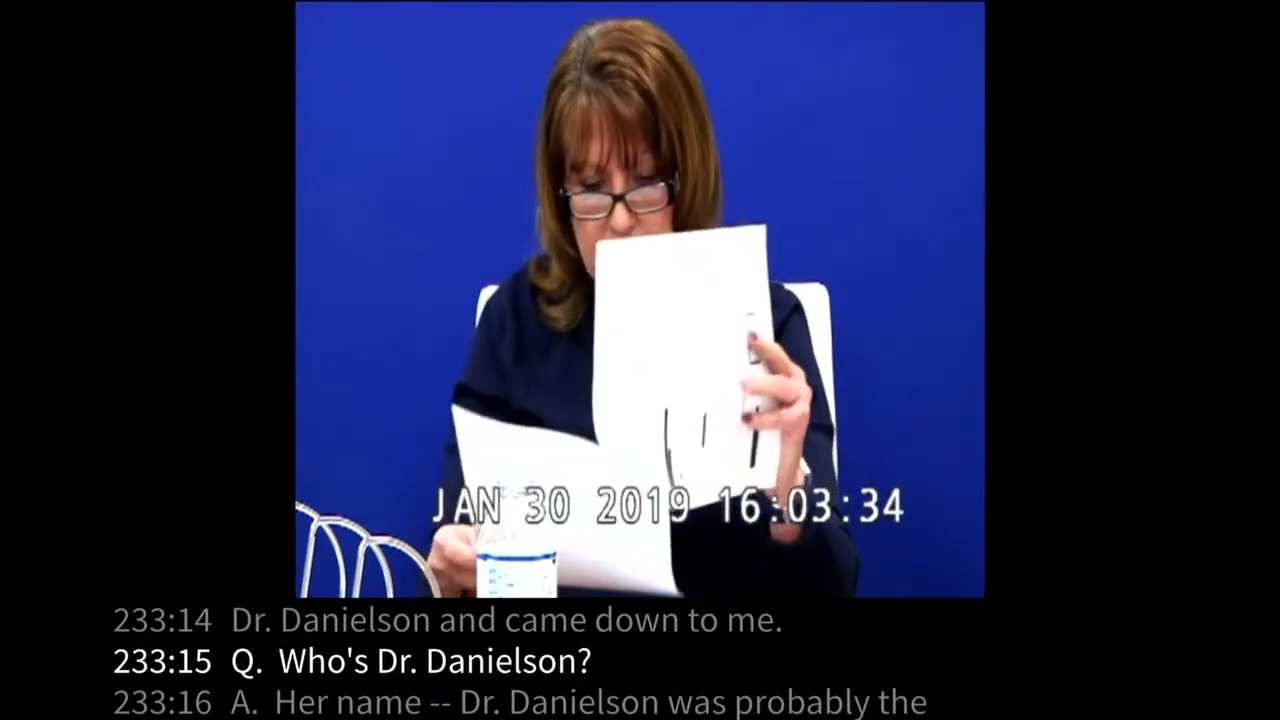 JAN 30 2019 16:03:34
233:14 Dr. Danielson and came down to me.
233:15 Q. Who's Dr. Danielson?
233:16 A. Her name -- Dr. Danielson was probably the